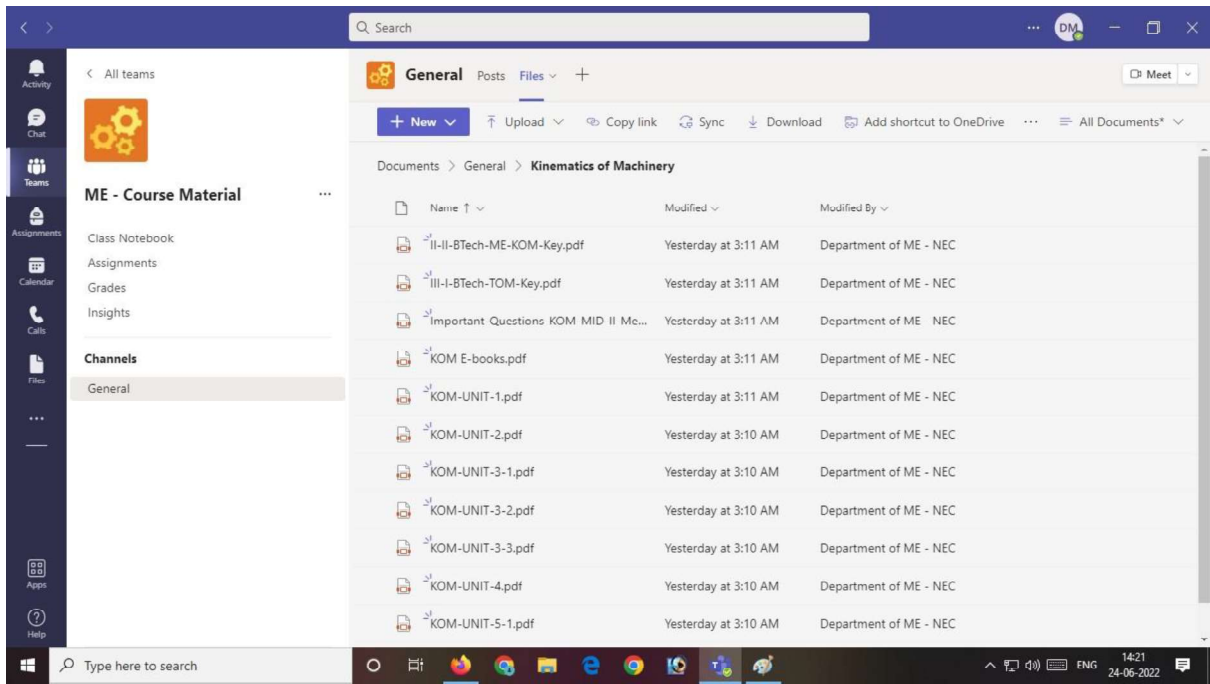 Search
DM
Activity
Chat
Teams
Assignments
Calendar
Calls
Files
Apps
Help
All teams
ME - Course Material
Class Notebook
Assignments
Grades
Insights
Channels
General
General Posts Files
Meet
New Upload Copy link Sync Download Add shortcut to OneDrive All Documents*
Documents > General > Kinematics of Machinery
Name Modified Modified By
II-II-BTech-ME-KOM-Key.pdf Yesterday at 3:11 AM Department of ME - NEC
III-I-BTech-TOM-Key.pdf Yesterday at 3:11 AM Department of ME - NEC
Important Questions KOM MID II Me... Yesterday at 3:11 AM Department of ME NEC
KOM E-books.pdf Yesterday at 3:11 AM Department of ME - NEC
KOM-UNIT-1.pdf Yesterday at 3:11 AM Department of ME - NEC
KOM-UNIT-2.pdf Yesterday at 3:10 AM Department of ME - NEC
KOM-UNIT-3-1.pdf Yesterday at 3:10 AM Department of ME - NEC
KOM-UNIT-3-2.pdf Yesterday at 3:10 AM Department of ME - NEC
KOM-UNIT-3-3.pdf Yesterday at 3:10 AM Department of ME - NEC
KOM-UNIT-4.pdf Yesterday at 3:10 AM Department of ME - NEC
KOM-UNIT-5-1.pdf Yesterday at 3:10 AM Department of ME - NEC
Type here to search
ENG
14:21
24-06-2022